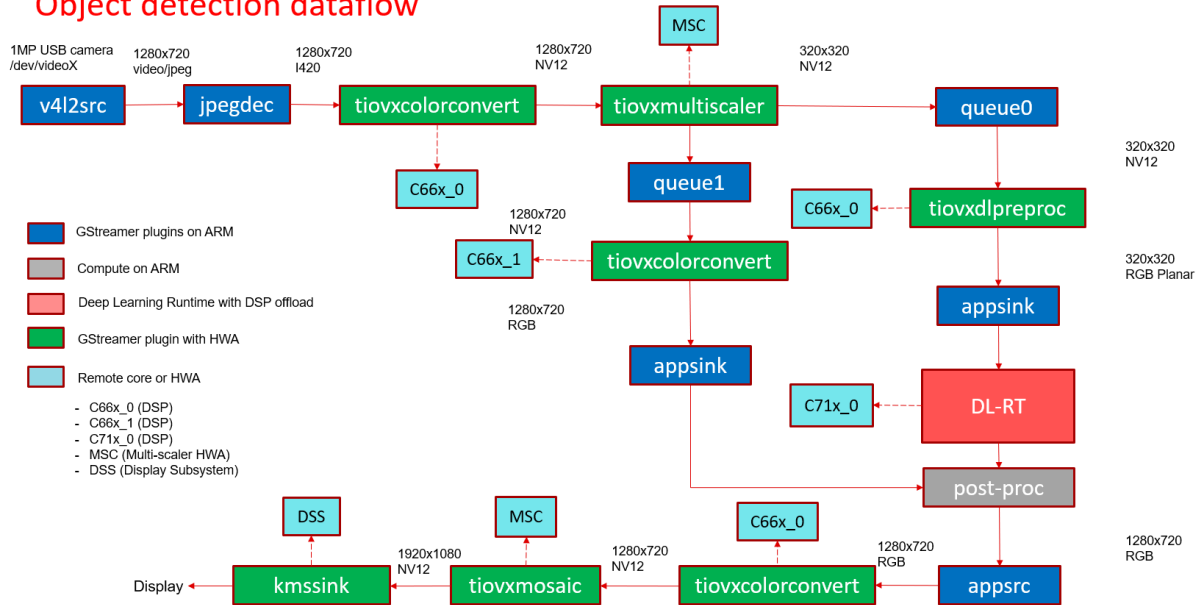 Object detection dataflow
1MP USB camera
/dev/videoX
1280x720
video/jpeg
1280x720
I420
1280x720
NV12
MSC
320x320
NV12
v4l2src
jpegdec
tiovxcolorconvert
tiovxmultiscaler
queue0
320x320
NV12
C66x_0
queue1
C66x_0
tiovxdlpreproc
1280x720
NV12
C66x_1
tiovxcolorconvert
320x320
RGB Planar
1280x720
RGB
appsink
appsink
GStreamer plugins on ARM
Compute on ARM
Deep Learning Runtime with DSP offload
GStreamer plugin with HWA
Remote core or HWA
- C66x_0 (DSP)
- C66x_1 (DSP)
- C71x_0 (DSP)
- MSC (Multi-scaler HWA)
- DSS (Display Subsystem)
C71x_0
DL-RT
post-proc
DSS
MSC
C66x_0
1920x1080
NV12
1280x720
NV12
1280x720
RGB
1280x720
RGB
Display
kmssink
tiovxmosaic
tiovxcolorconvert
appsrc